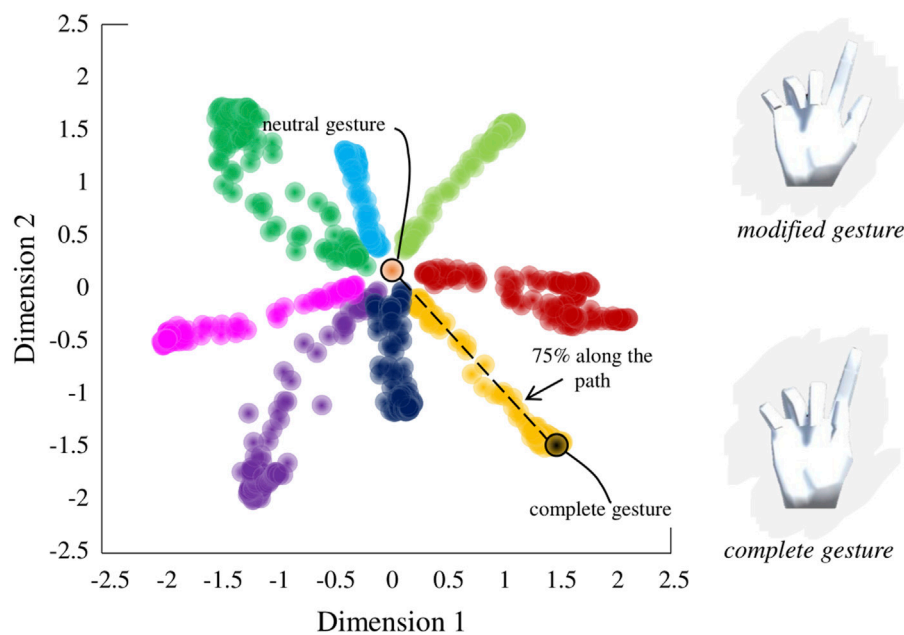 2.5
2
1.5
1
0.5
0
-0.5
-1
-1.5
-2
-2.5
Dimension 2
-2.5 -2 -1.5 -1 -0.5 0 0.5 1 1.5 2 2.5
Dimension 1
neutral gesture
75% along the
path
complete gesture
modified gesture
complete gesture